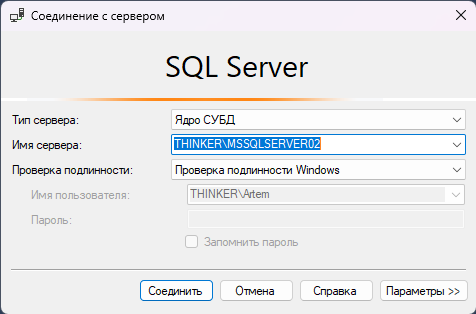 Соединение с сервером
SQL Server
Тип сервера: Ядро СУБД
Имя сервера: THINKER\MSSQLSERVER02
Проверка подлинности: Проверка подлинности Windows
Имя пользователя: THINKER\Artem
Пароль:
Запомнить пароль
Соединить Отмена Справка Параметры >>